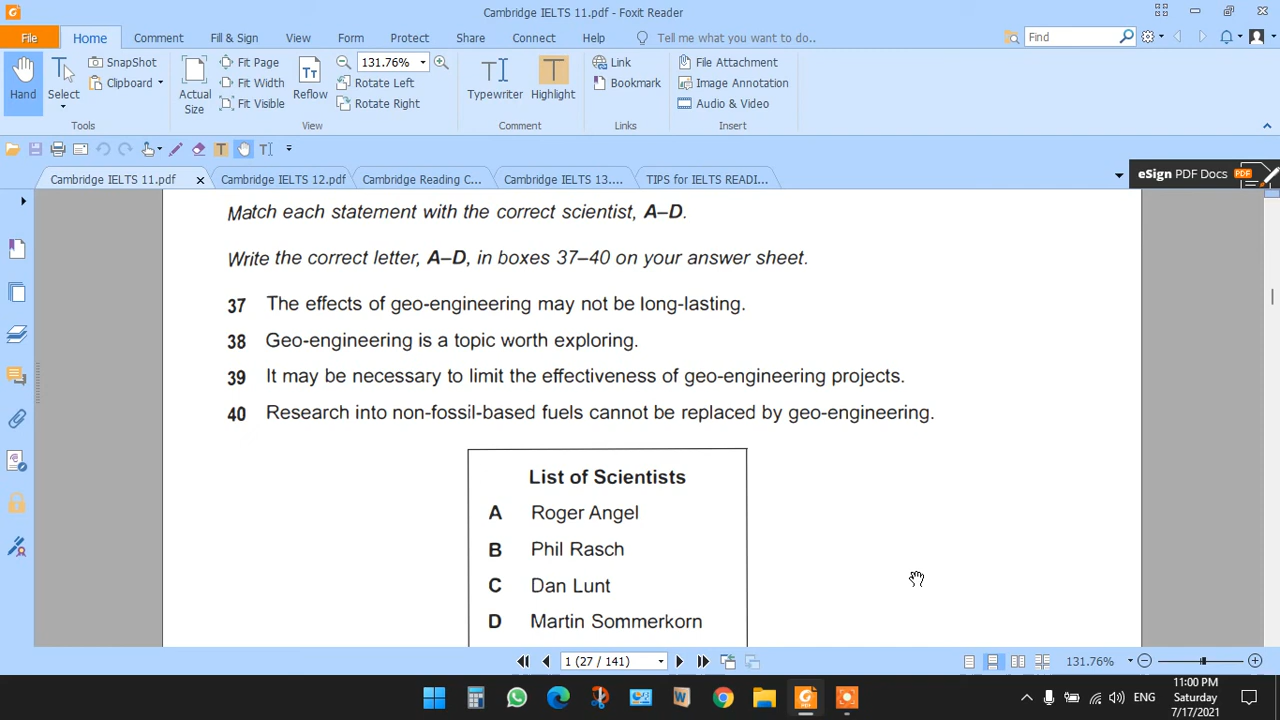 Cambridge IELTS 11.pdf - Foxit Reader
File Home Comment Fill & Sign View Form Protect Share Connect Help Tell me what you want to do.. Find
Hand
Select
SnapShot
Clipboard
Tools
Actual Size
Fit Page
Fit Width
Fit Visible
Reflow
131.76%
Rotate Left
Rotate Right
View
Typewriter
Highlight
Comment
Link
Bookmark
Links
File Attachment
Image Annotation
Audio & Video
Insert
Cambridge IELTS 11.pdf Cambridge IELTS 12.pdf Cambridge Reading C... Cambridge IELTS 13.... TIPS for IELTS READI... eSign PDF Docs
Match each statement with the correct scientist, A–D.
Write the correct letter, A–D, in boxes 37–40 on your answer sheet.
37 The effects of geo-engineering may not be long-lasting.
38 Geo-engineering is a topic worth exploring.
39 It may be necessary to limit the effectiveness of geo-engineering projects.
40 Research into non-fossil-based fuels cannot be replaced by geo-engineering.
List of Scientists
A Roger Angel
B Phil Rasch
C Dan Lunt
D Martin Sommerkorn
1 (27 / 141) 131.76%
ENG
11:00 PM
Saturday
7/17/2021